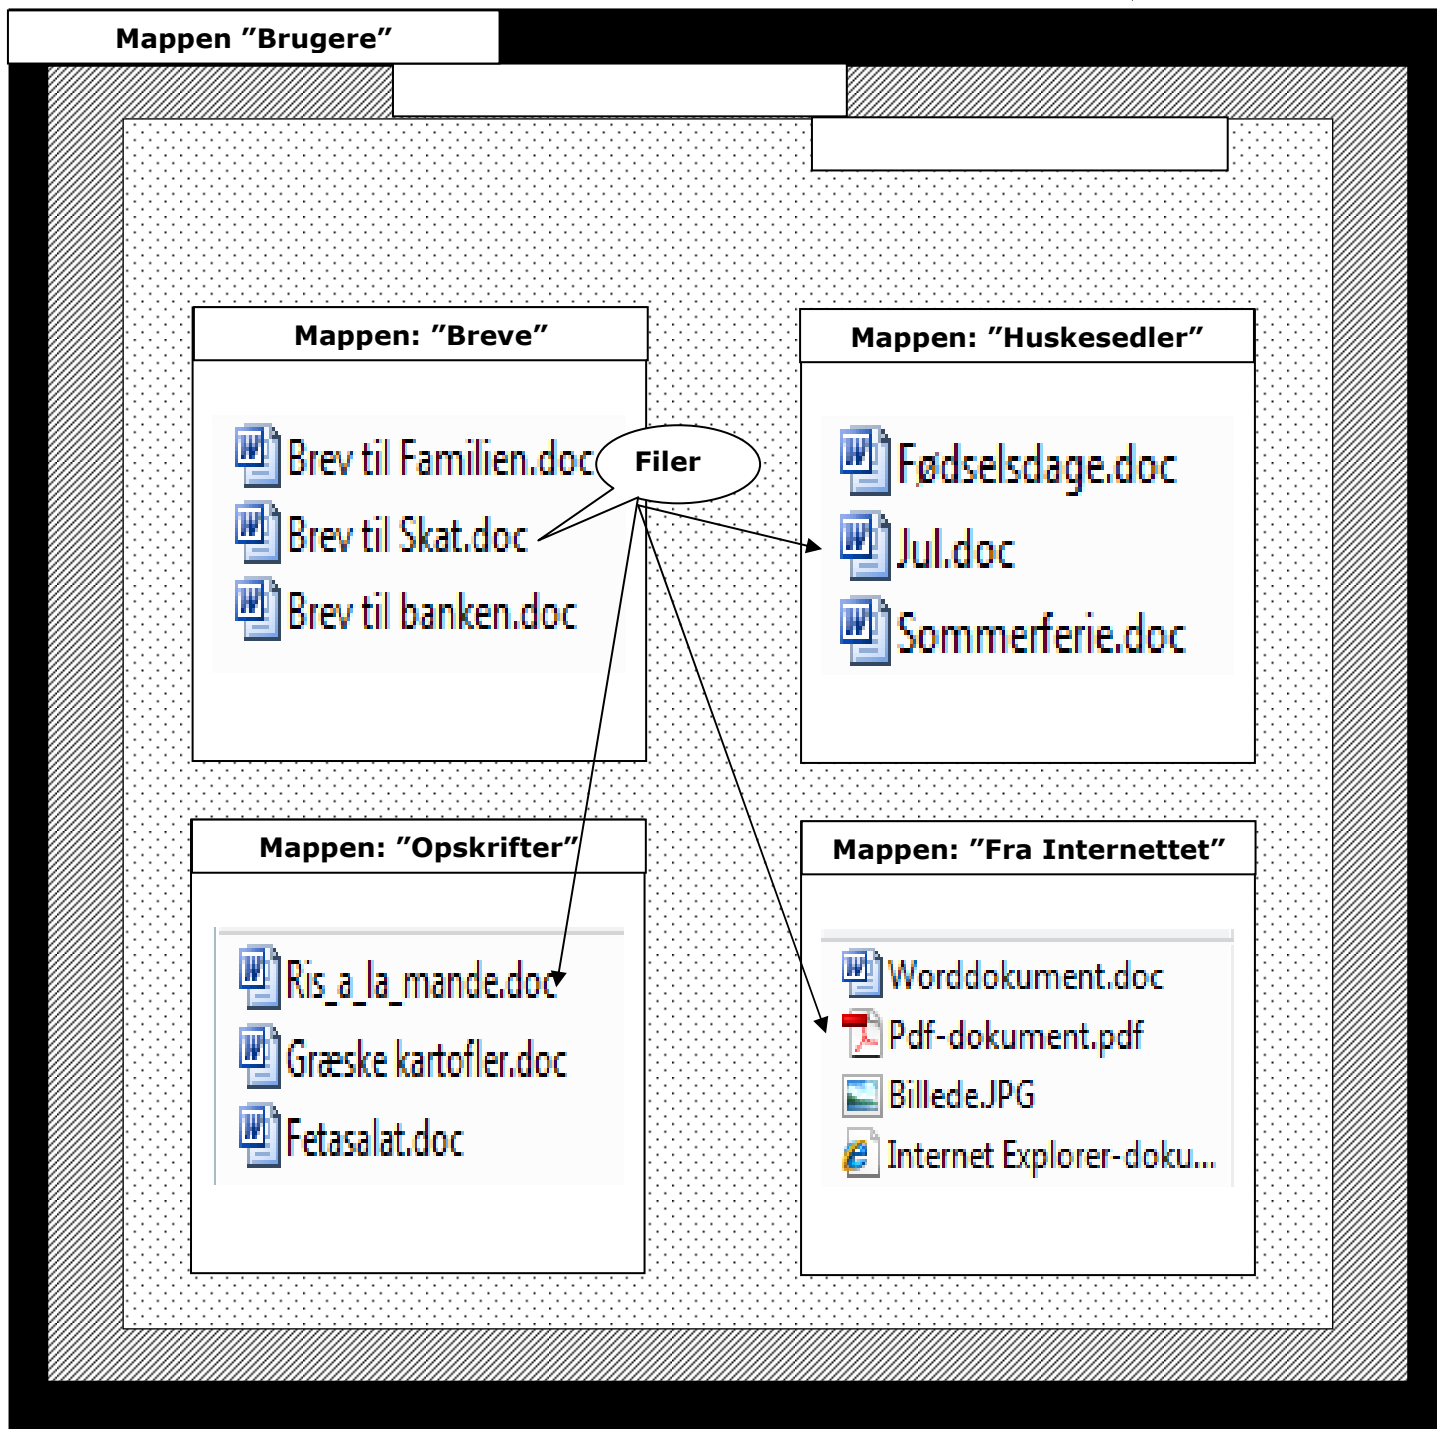 Mappen ”Brugere”
Mappen: ”Breve”
Brev til Familien.doc
Brev til Skat.doc
Brev til banken.doc
Filer
Mappen: ”Huskesedler”
Fødselsdage.doc
Jul.doc
Sommerferie.doc
Mappen: ”Opskrifter”
Ris_a_la_mande.doc
Græske kartofler.doc
Fetasalat.doc
Mappen: ”Fra Internettet”
Worddokument.doc
Pdf-dokument.pdf
Billede.JPG
Internet Explorer-doku...